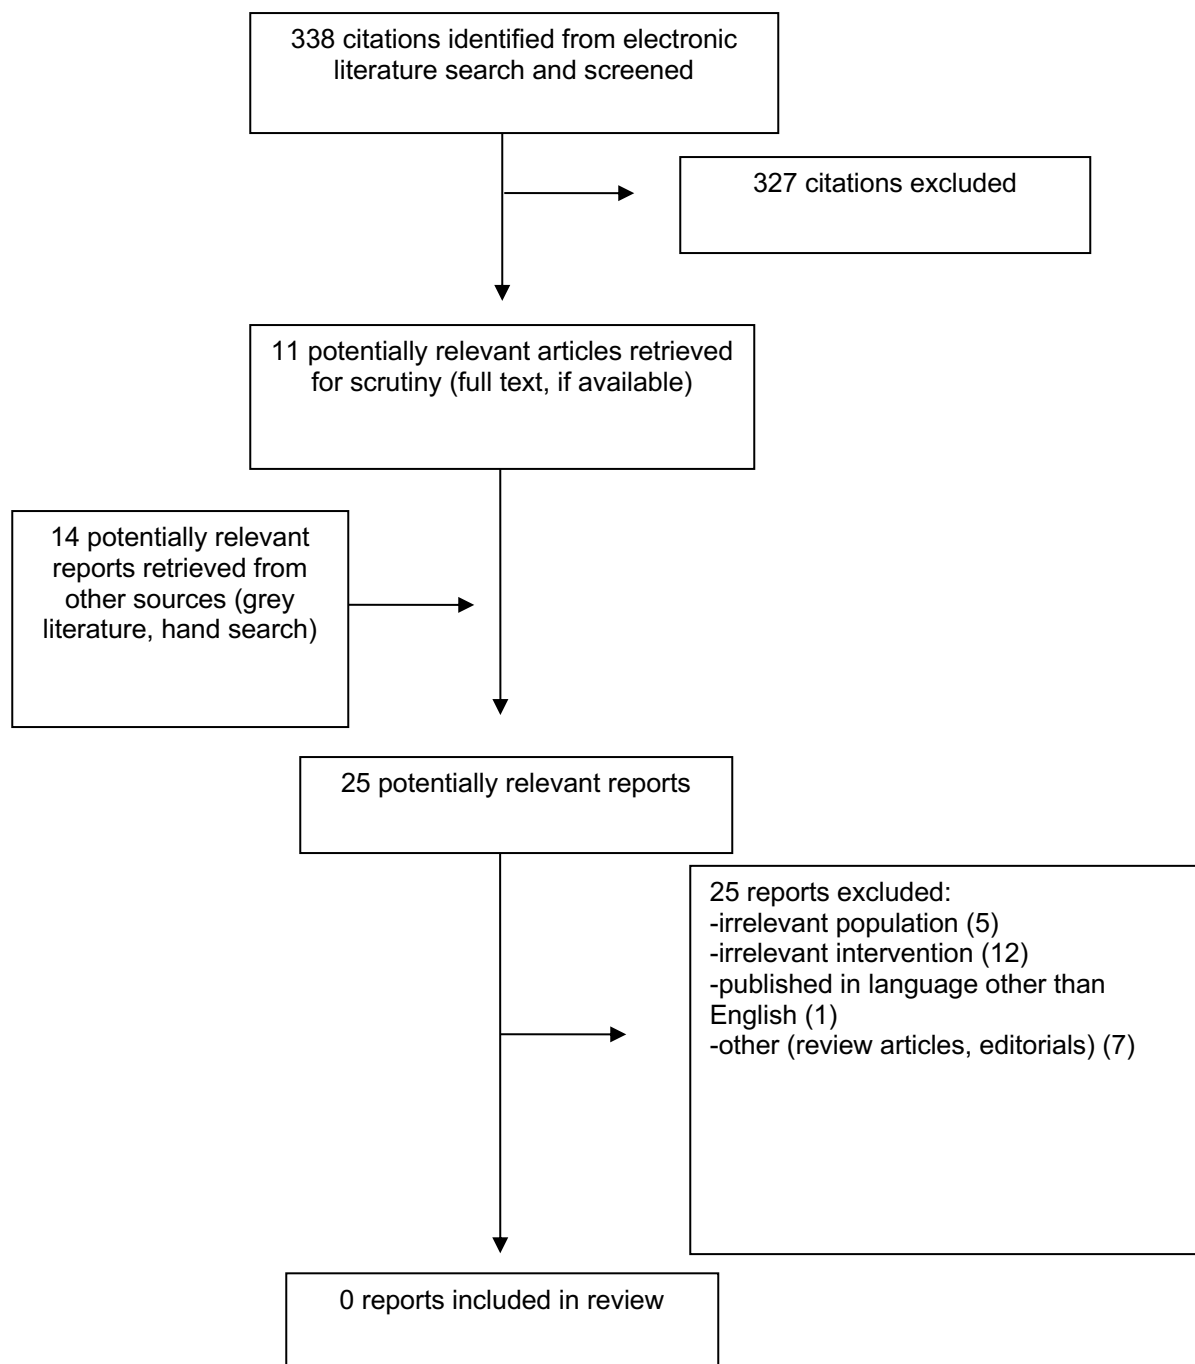 338 citations identified from electronic
literature search and screened
327 citations excluded
11 potentially relevant articles retrieved
for scrutiny (full text, if available)
14 potentially relevant
reports retrieved from
other sources (grey
literature, hand search)
25 potentially relevant reports
25 reports excluded:
-irrelevant population (5)
-irrelevant intervention (12)
-published in language other than
English (1)
-other (review articles, editorials) (7)
0 reports included in review